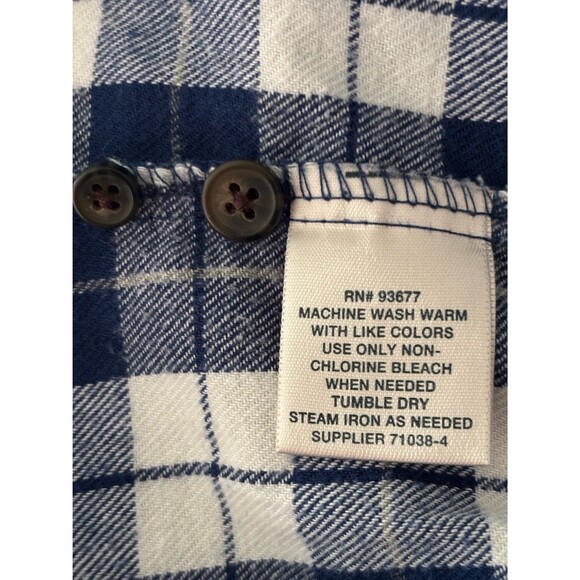 RN# 93677
MACHINE WASH WARM
WITH LIKE COLORS
USE ONLY NON-
CHLORINE BLEACH
WHEN NEEDED
TUMBLE DRY
STEAM IRON AS NEEDED
SUPPLIER 71038-4